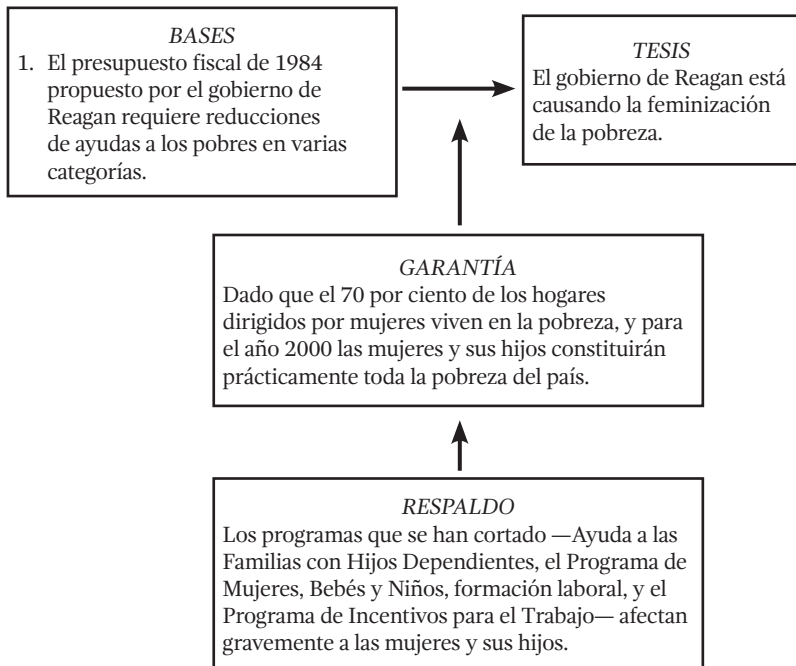 BASES
1. El presupuesto fiscal de 1984
propuesto por el gobierno de
Reagan requiere reducciones
de ayudas a los pobres en varias
categorías.
TESIS
El gobierno de Reagan está
causando la feminización
de la pobreza.
GARANTÍA
Dado que el 70 por ciento de los hogares
dirigidos por mujeres viven en la pobreza, y para
el año 2000 las mujeres y sus hijos constituirán
prácticamente toda la pobreza del país.
RESPALDO
Los programas que se han cortado —Ayuda a las
Familias con Hijos Dependientes, el Programa de
Mujeres, Bebés y Niños, formación laboral, y el
Programa de Incentivos para el Trabajo— afectan
gravemente a las mujeres y sus hijos.